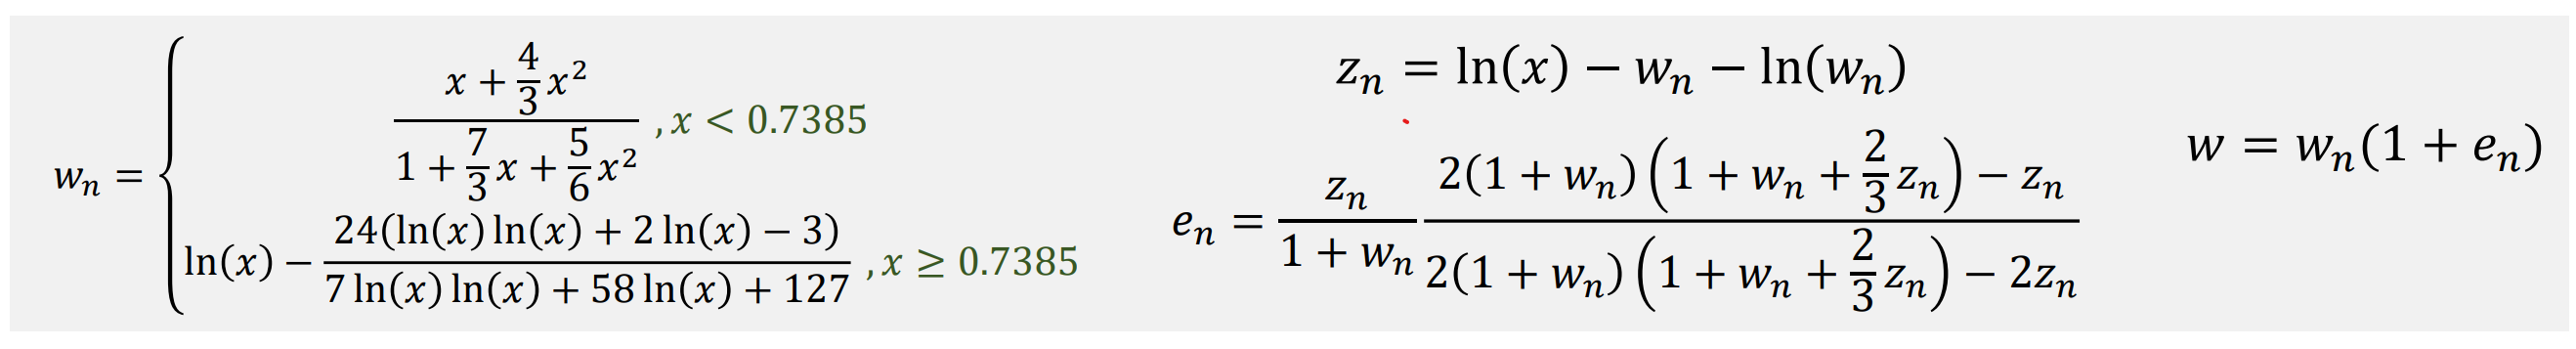 w_n = { (x + 4/3 x²) / (1 + 7/3 x + 5/6 x²) , x < 0.7385
ln(x) − 24(ln(x) ln(x) + 2 ln(x) − 3) / (7 ln(x) ln(x) + 58 ln(x) + 127) , x ≥ 0.7385
z_n = ln(x) − w_n − ln(w_n)
e_n = z_n / (1 + w_n) · (2(1 + w_n)(1 + w_n + 2/3 z_n) − z_n) / (2(1 + w_n)(1 + w_n + 2/3 z_n) − 2z_n)
w = w_n(1 + e_n)